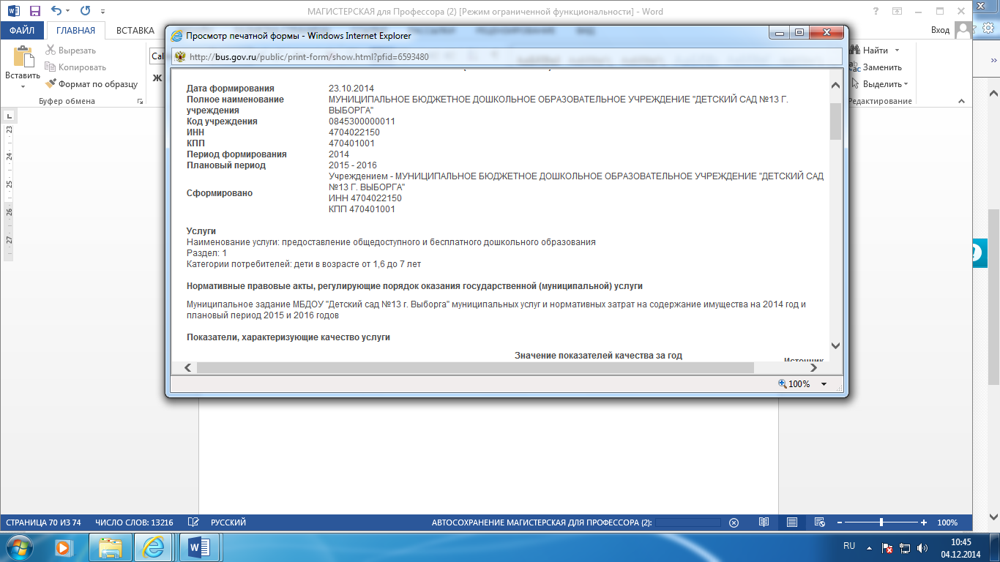 МАГИСТЕРСКАЯ для Профессора (2) [Режим ограниченной функциональности] - Word
ФАЙЛ ГЛАВНАЯ ВСТАВКА
Вход
Вставить
Вырезать
Копировать
Формат по образцу
Буфер обмена
Ж
Найти
Заменить
Выделить
Редактирование
Просмотр печатной формы - Windows Internet Explorer
http://bus.gov.ru/public/print-form/show.html?pfid=6593480
Дата формирования 23.10.2014
Полное наименование учреждения МУНИЦИПАЛЬНОЕ БЮДЖЕТНОЕ ДОШКОЛЬНОЕ ОБРАЗОВАТЕЛЬНОЕ УЧРЕЖДЕНИЕ "ДЕТСКИЙ САД №13 Г.
ВЫБОРГА"
Код учреждения 0845300000011
ИНН 4704022150
КПП 470401001
Период формирования 2014
Плановый период 2015 - 2016
Сформировано Учреждением - МУНИЦИПАЛЬНОЕ БЮДЖЕТНОЕ ДОШКОЛЬНОЕ ОБРАЗОВАТЕЛЬНОЕ УЧРЕЖДЕНИЕ "ДЕТСКИЙ САД
№13 Г. ВЫБОРГА"
ИНН 4704022150
КПП 470401001
Услуги
Наименование услуги: предоставление общедоступного и бесплатного дошкольного образования
Раздел: 1
Категории потребителей: дети в возрасте от 1,6 до 7 лет
Нормативные правовые акты, регулирующие порядок оказания государственной (муниципальной) услуги
Муниципальное задание МБДОУ "Детский сад №13 г. Выборга" муниципальных услуг и нормативных затрат на содержание имущества на 2014 год и
плановый период 2015 и 2016 годов
Показатели, характеризующие качество услуги
Значение показателей качества за год
Источник
100%
23
24
25
26
27
СТРАНИЦА 70 ИЗ 74 ЧИСЛО СЛОВ: 13216 РУССКИЙ АВТОСОХРАНЕНИЕ МАГИСТЕРСКАЯ ДЛЯ ПРОФЕССОРА (2): 100%
RU
10:45
04.12.2014